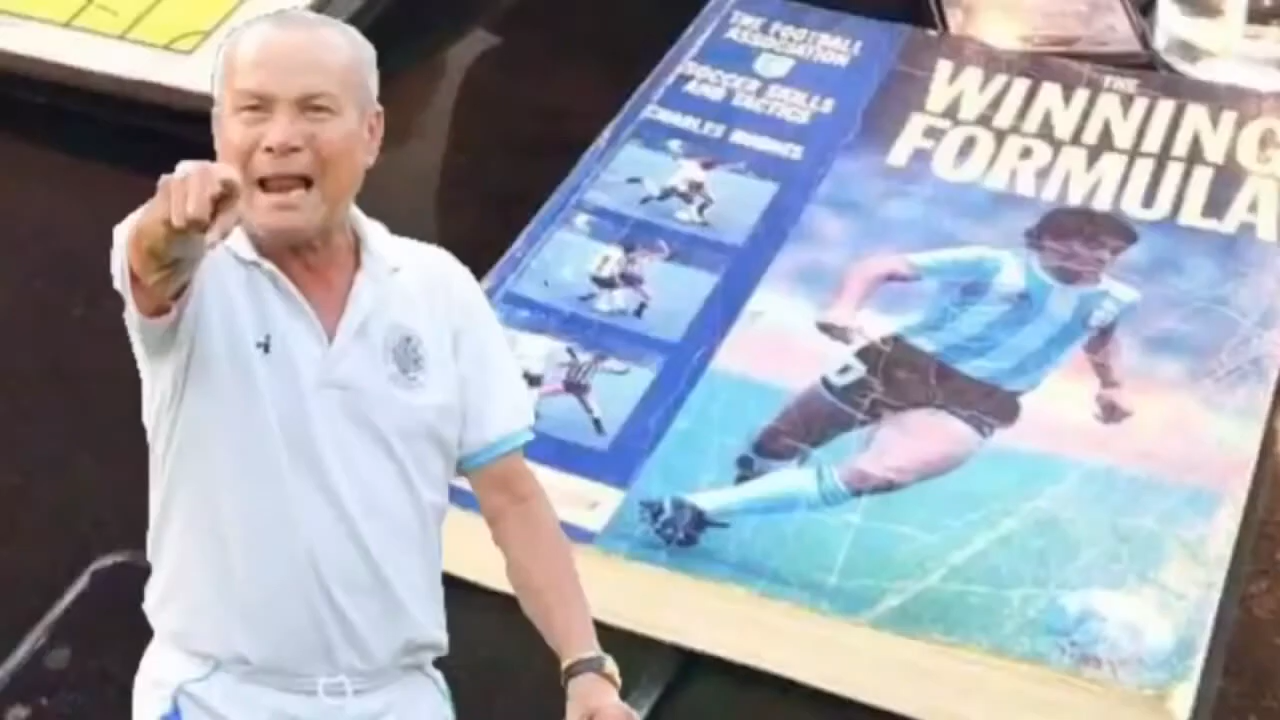 THE FOOTBALL
ASSOCIATION
SOCCER SKILLS
AND TACTICS
CHARLES HUGHES
THE
WINNING
FORMULA